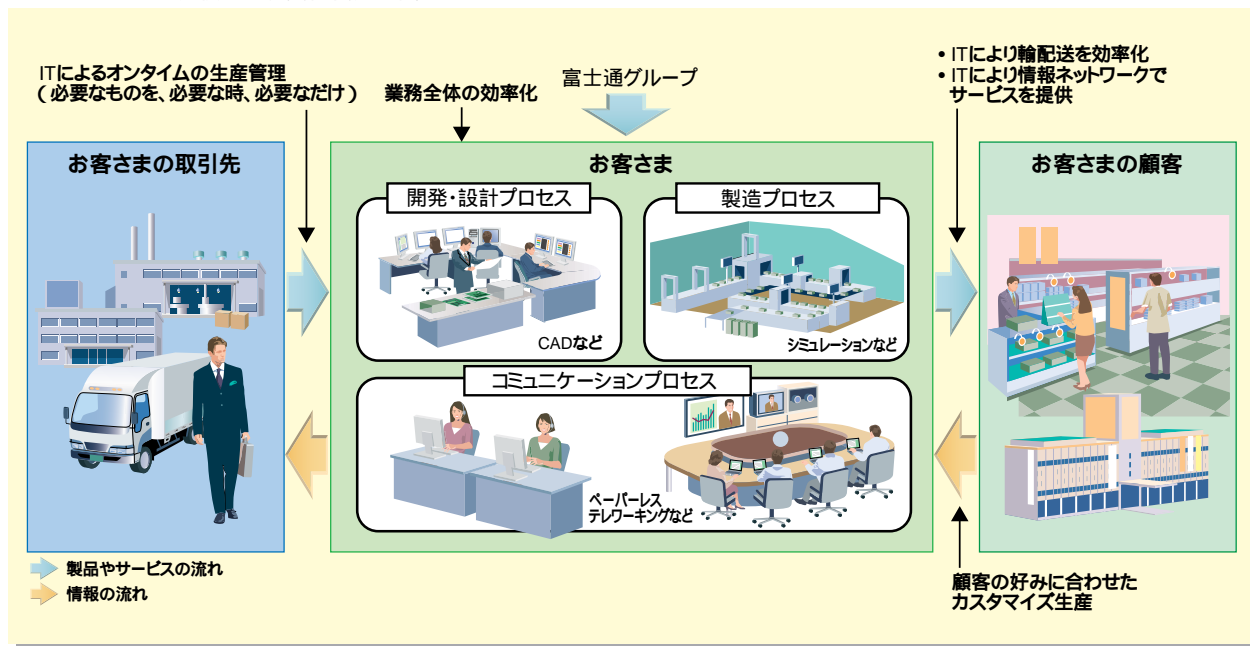 ITによるオンタイムの生産管理
(必要なものを、必要な時、必要なだけ)
業務全体の効率化
富士通グループ
• ITにより輸配送を効率化
• ITにより情報ネットワークで
サービスを提供
お客さまの取引先
お客さま
お客さまの顧客
開発・設計プロセス
製造プロセス
CADなど
シミュレーションなど
コミュニケーションプロセス
ペーパーレス
テレワーキングなど
製品やサービスの流れ
情報の流れ
顧客の好みに合わせた
カスタマイズ生産